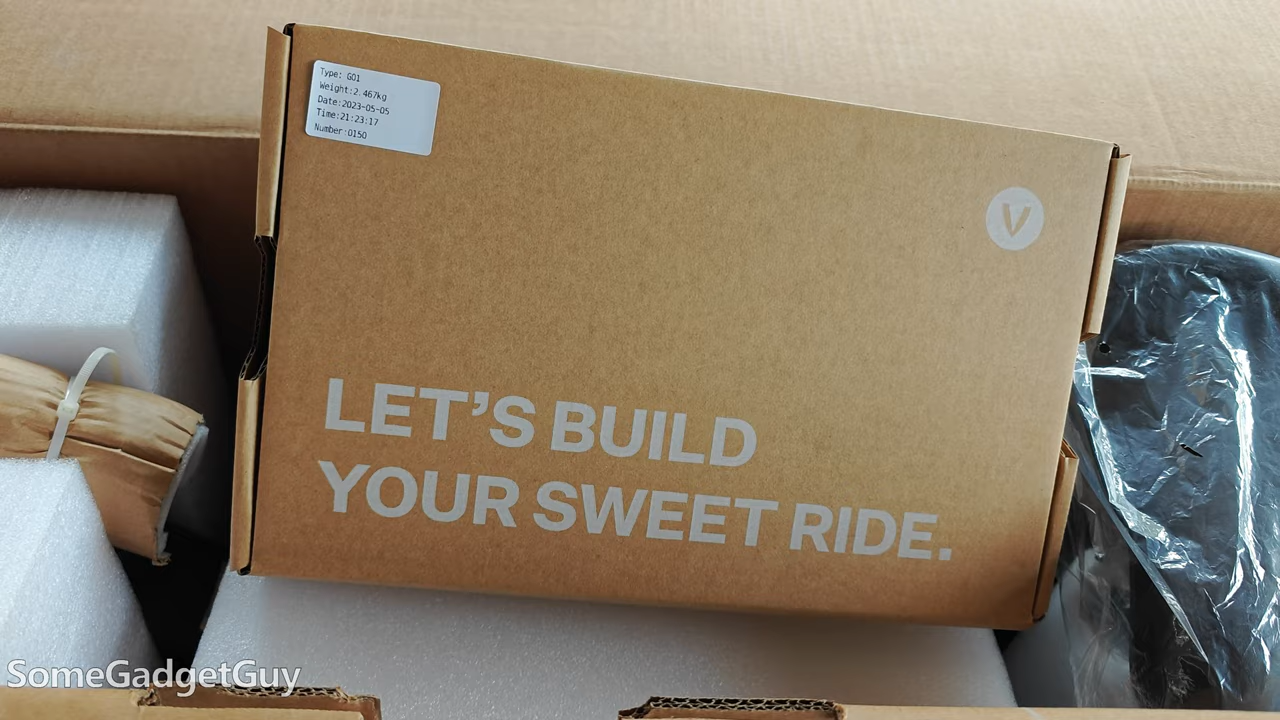 Type: G01
Weight:2.467kg
Date:2023-05-05
Time:21:23:17
Number:0150
V
LET’S BUILD
YOUR SWEET RIDE.
SomeGadgetGuy